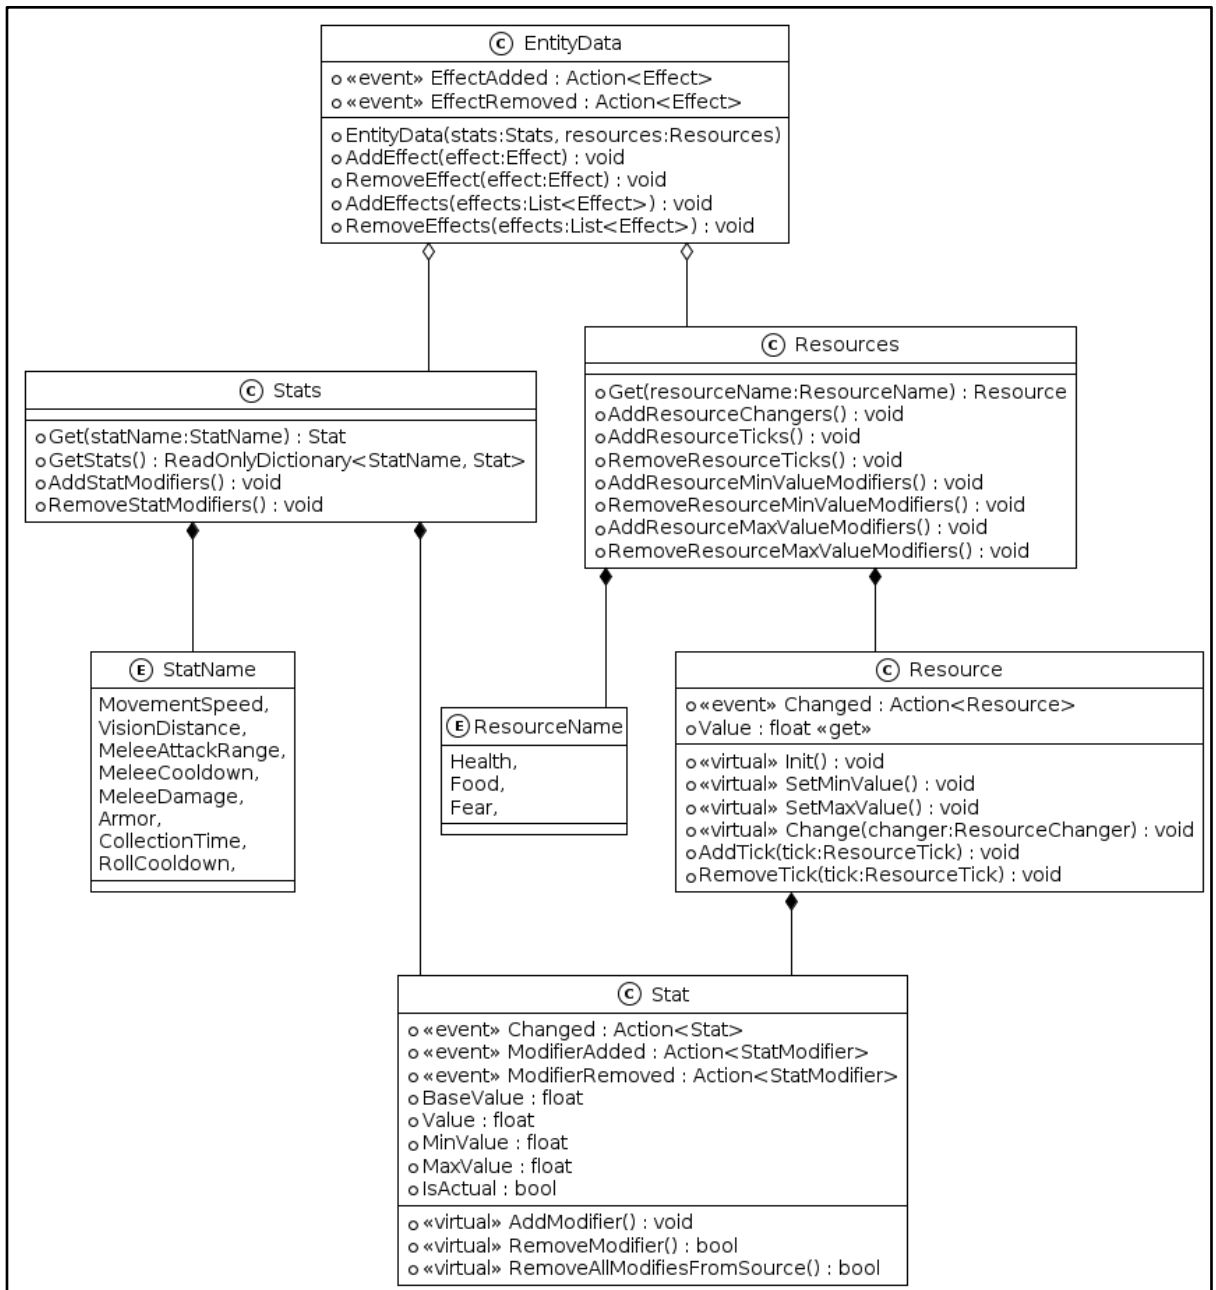 C EntityData
«event» EffectAdded : Action<Effect>
«event» EffectRemoved : Action<Effect>
EntityData(stats:Stats, resources:Resources)
AddEffect(effect:Effect) : void
RemoveEffect(effect:Effect) : void
AddEffects(effects:List<Effect>) : void
RemoveEffects(effects:List<Effect>) : void
C Resources
Get(resourceName:ResourceName) : Resource
AddResourceChangers() : void
AddResourceTicks() : void
RemoveResourceTicks() : void
AddResourceMinValueModifiers() : void
RemoveResourceMinValueModifiers() : void
AddResourceMaxValueModifiers() : void
RemoveResourceMaxValueModifiers() : void
C Stats
Get(statName:StatName) : Stat
GetStats() : ReadOnlyDictionary<StatName, Stat>
AddStatModifiers() : void
RemoveStatModifiers() : void
E StatName
MovementSpeed,
VisionDistance,
MeleeAttackRange,
MeleeCooldown,
MeleeDamage,
Armor,
CollectionTime,
RollCooldown,
E ResourceName
Health,
Food,
Fear,
C Resource
«event» Changed : Action<Resource>
Value : float «get»
«virtual» Init() : void
«virtual» SetMinValue() : void
«virtual» SetMaxValue() : void
«virtual» Change(changer:ResourceChanger) : void
AddTick(tick:ResourceTick) : void
RemoveTick(tick:ResourceTick) : void
C Stat
«event» Changed : Action<Stat>
«event» ModifierAdded : Action<StatModifier>
«event» ModifierRemoved : Action<StatModifier>
BaseValue : float
Value : float
MinValue : float
MaxValue : float
IsActual : bool
«virtual» AddModifier() : void
«virtual» RemoveModifier() : bool
«virtual» RemoveAllModifiesFromSource() : bool